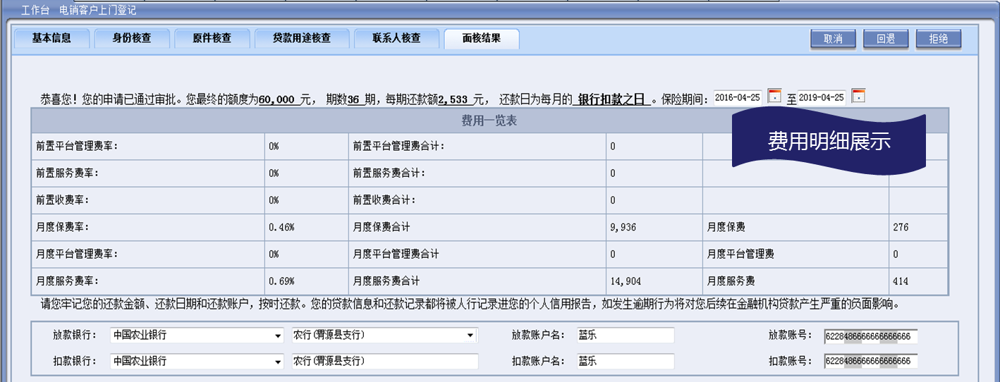 工作台 电销客户上门登记
基本信息 身份核查 原件核查 贷款用途核查 联系人核查 面核结果 取消 回退 拒绝
恭喜您！您的申请已通过审批。您最终的额度为60,000 元， 期数36 期，每期还款额2,533 元， 还款日为每月的 银行扣款之日 。保险期间：2016-04-25 至 2019-04-25
费用一览表
费用明细展示
前置平台管理费率： 0% 前置平台管理费合计： 0
前置服务费率： 0% 前置服务费合计： 0
前置收费率： 0% 前置收费合计： 0
月度保费率： 0.46% 月度保费合计 9,936 月度保费 276
月度平台管理费率： 0% 月度平台管理费合计 0 月度平台管理费 0
月度服务费率： 0.69% 月度服务费合计 14,904 月度服务费 414
请您牢记您的还款金额、还款日期和还款账户，按时还款。您的贷款信息和还款记录都将被人行记录进您的个人信用报告，如发生逾期行为将对您后续在金融机构贷款产生严重的负面影响。
放款银行： 中国农业银行 农行(渭源县支行) 放款账户名： 蓝乐 放款账号： 6228486666666666666
扣款银行： 中国农业银行 农行(渭源县支行) 扣款账户名： 蓝乐 扣款账号： 6228486666666666666